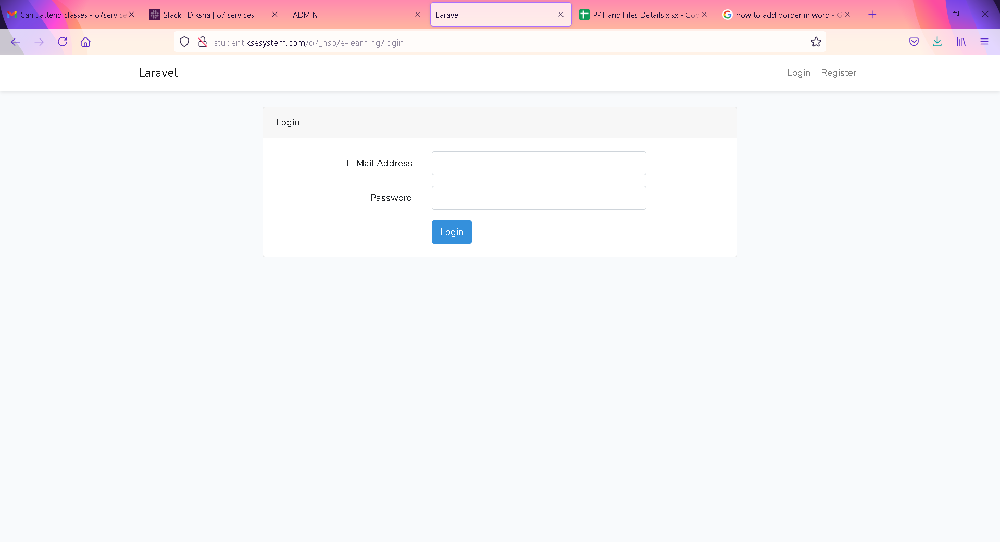 Can't attend classes - o7service
Slack | Diksha | o7 services
ADMIN
Laravel
PPT and Files Details.xlsx - Goo
how to add border in word - G
student.ksesystem.com/o7_hsp/e-learning/login
Laravel
Login
Register
Login
E-Mail Address
Password
Login